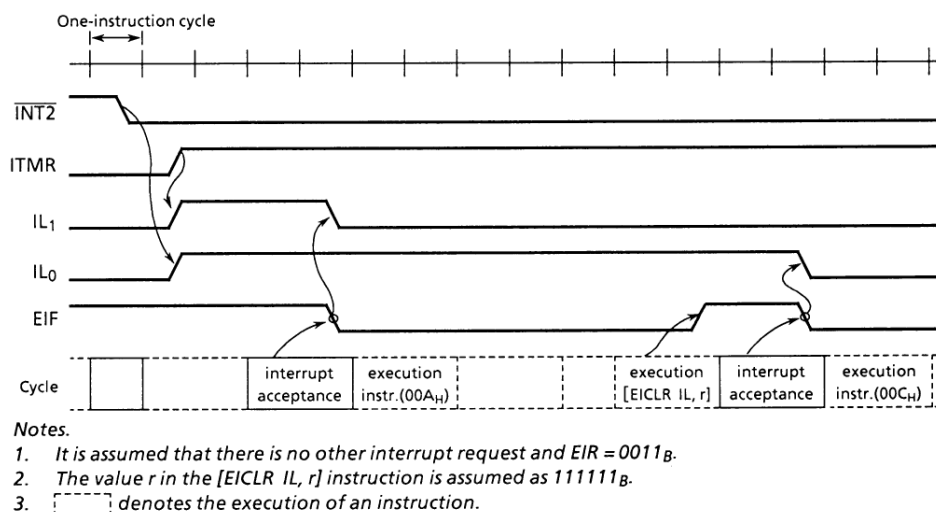 One-instruction cycle
INT2
ITMR
IL1
IL0
EIF
Cycle
interrupt acceptance
execution instr.(00AH)
execution [EICLR IL, r]
interrupt acceptance
execution instr.(00CH)
Notes.
1. It is assumed that there is no other interrupt request and EIR = 0011B.
2. The value r in the [EICLR IL, r] instruction is assumed as 111111B.
3. denotes the execution of an instruction.